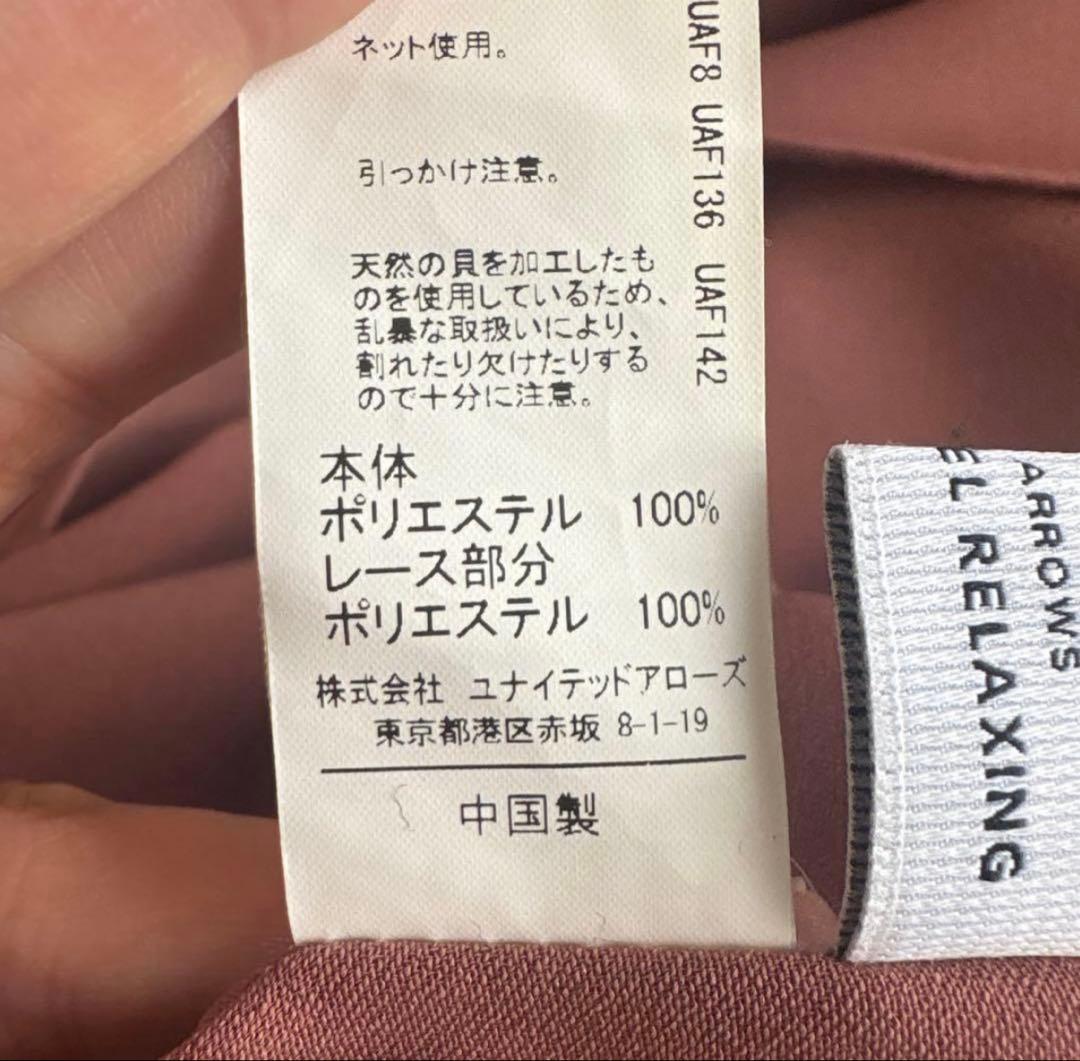 ネット使用。
引っかけ注意。
天然の貝を加工したも
のを使用しているため、
乱暴な取扱いにより、
割れたり欠けたりする
ので十分に注意。
本体
ポリエステル 100%
レース部分
ポリエステル 100%
株式会社 ユナイテッドアローズ
東京都港区赤坂 8-1-19
中国製
UAF8 UAF136 UAF142
ARROWS
EL RELAXING